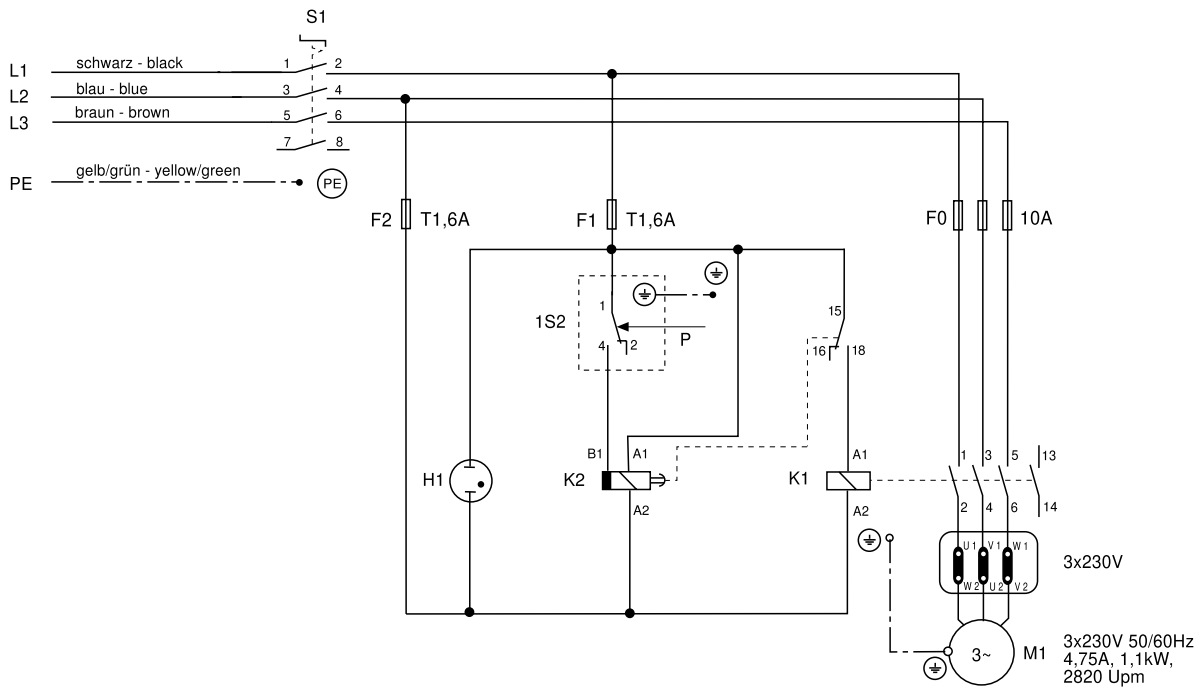 S1
L1 schwarz - black 1 2
L2 blau - blue 3 4
L3 braun - brown 5 6
7 8
PE gelb/grün - yellow/green PE
F2 T1,6A F1 T1,6A F0 10A
1 15
1S2 P
4 2 16 18
B1 A1 A1 1 3 5 13
H1 K2 K1
A2 A2 2 4 6 14
U1 V1 W1
3x230V
W2 U2 V2
3~ M1 3x230V 50/60Hz
4,75A, 1,1kW,
2820 Upm